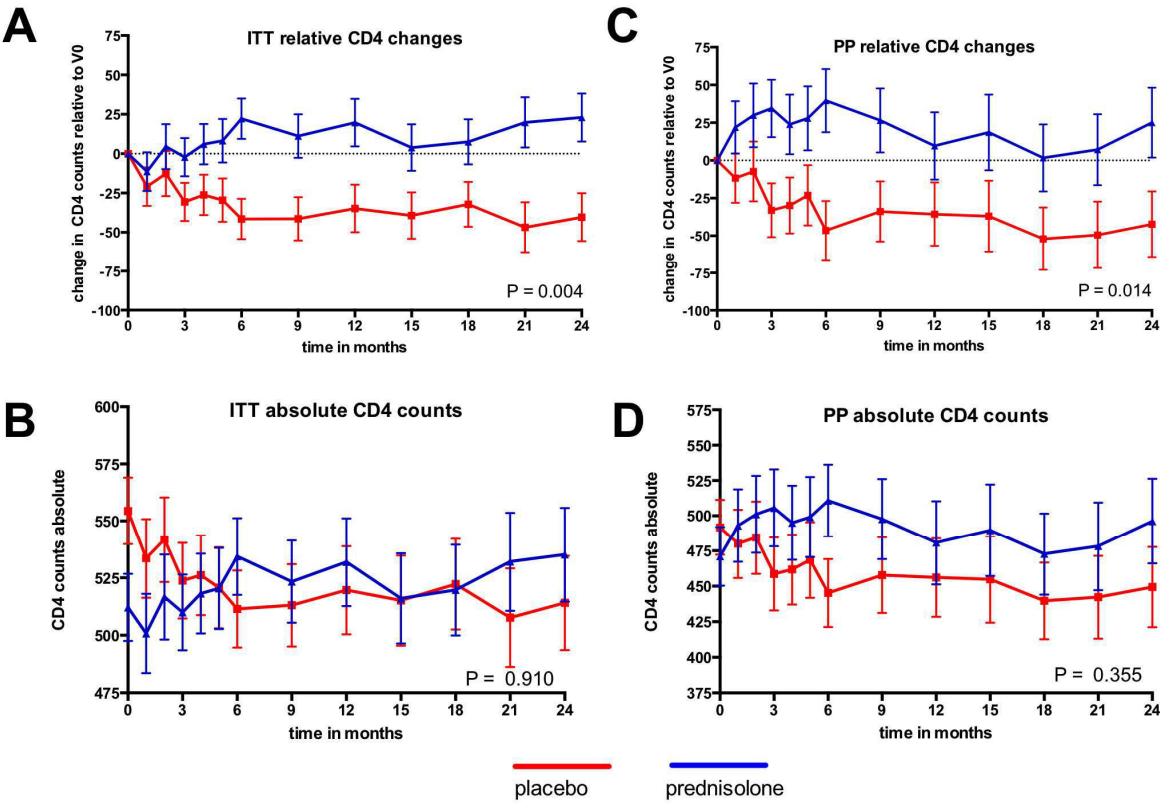 A
ITT relative CD4 changes
change in CD4 counts relative to V0
75
50
25
0
-25
-50
-75
-100
P = 0.004
0 3 6 9 12 15 18 21 24
time in months
C
PP relative CD4 changes
change in CD4 counts relative to V0
75
50
25
0
-25
-50
-75
-100
P = 0.014
0 3 6 9 12 15 18 21 24
time in months
B
ITT absolute CD4 counts
CD4 counts absolute
600
575
550
525
500
475
P = 0.910
0 3 6 9 12 15 18 21 24
time in months
D
PP absolute CD4 counts
CD4 counts absolute
575
550
525
500
475
450
425
400
375
P = 0.355
0 3 6 9 12 15 18 21 24
time in months
placebo
prednisolone